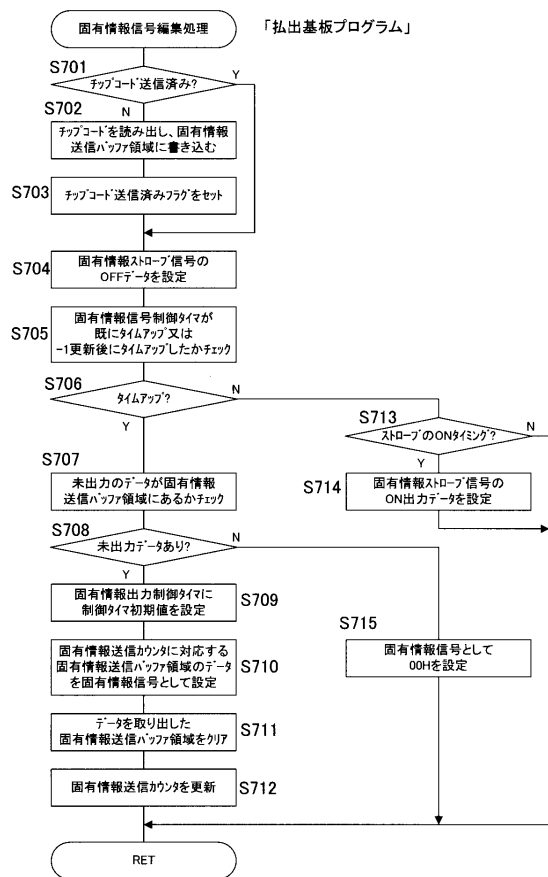 固有情報信号編集処理
「払出基板プログラム」
S701
チップコード送信済み?
Y
N
S702
チップコードを読み出し、固有情報
送信バッファ領域に書き込む
S703
チップコード送信済みフラグをセット
S704
固有情報ストローブ信号の
OFFデータを設定
S705
固有情報信号制御タイマが
既にタイムアップ又は
-1更新後にタイムアップしたかチェック
S706
タイムアップ?
N
Y
S713
ストローブのONタイミング?
N
Y
S714
固有情報ストローブ信号の
ON出力データを設定
S707
未出力のデータが固有情報
送信バッファ領域にあるかチェック
S708
未出力データあり?
N
Y
固有情報出力制御タイマに
制御タイマ初期値を設定
S709
S715
固有情報信号として
00Hを設定
固有情報送信カウンタに対応する
固有情報送信バッファ領域のデータ
を固有情報信号として設定
S710
データを取り出した
固有情報送信バッファ領域をクリア
S711
固有情報送信カウンタを更新
S712
RET